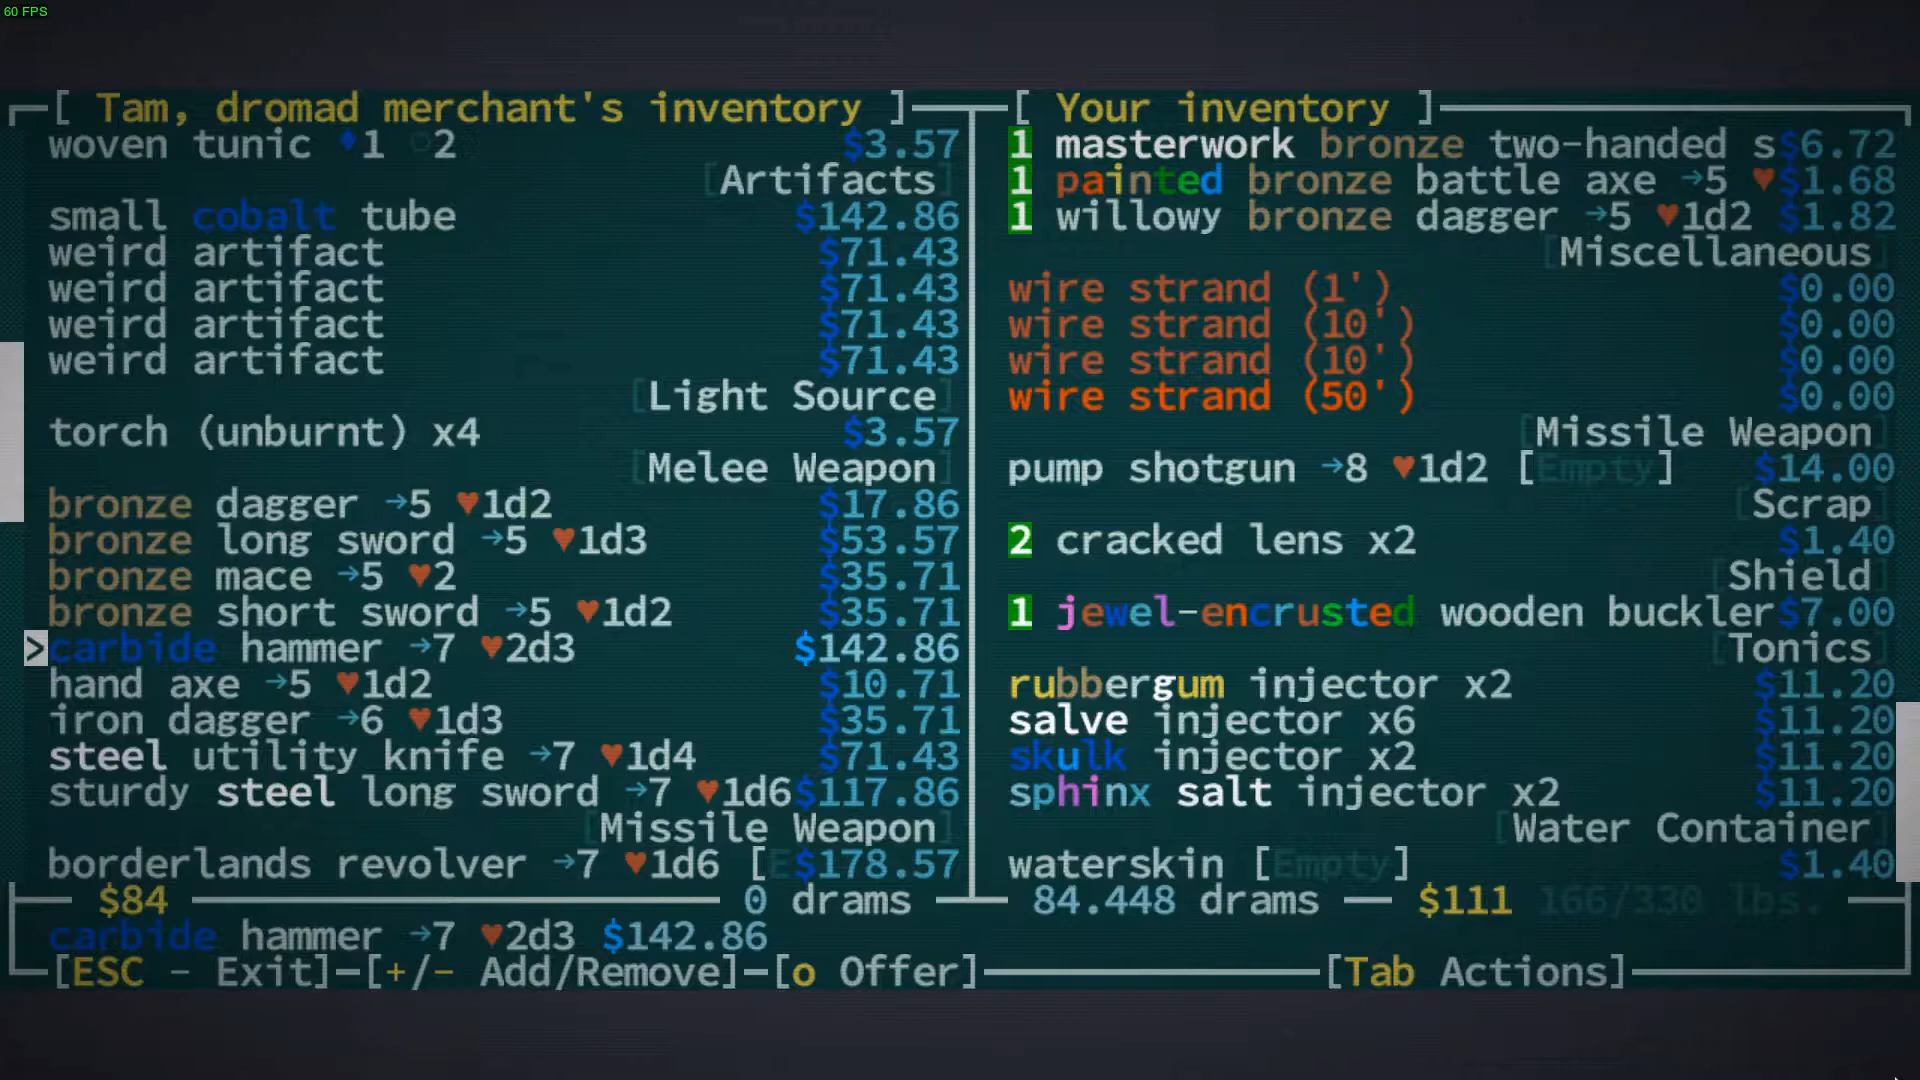 60 FPS
[ Tam, dromad merchant's inventory ]
woven tunic ♦1 ○2 $3.57
[Artifacts]
small cobalt tube $142.86
weird artifact $71.43
weird artifact $71.43
weird artifact $71.43
weird artifact $71.43
[Light Source]
torch (unburnt) x4 $3.57
[Melee Weapon]
bronze dagger →5 ♥1d2 $17.86
bronze long sword →5 ♥1d3 $53.57
bronze mace →5 ♥2 $35.71
bronze short sword →5 ♥1d2 $35.71
>carbide hammer →7 ♥2d3 $142.86
hand axe →5 ♥1d2 $10.71
iron dagger →6 ♥1d3 $35.71
steel utility knife →7 ♥1d4 $71.43
sturdy steel long sword →7 ♥1d6$117.86
[Missile Weapon]
borderlands revolver →7 ♥1d6 [E$178.57
$84 0 drams
[ Your inventory ]
1 masterwork bronze two-handed s$6.72
1 painted bronze battle axe →5 ♥$1.68
1 willowy bronze dagger →5 ♥1d2 $1.82
[Miscellaneous]
wire strand (1') $0.00
wire strand (10') $0.00
wire strand (10') $0.00
wire strand (50') $0.00
[Missile Weapon]
pump shotgun →8 ♥1d2 [Empty] $14.00
[Scrap]
2 cracked lens x2 $1.40
[Shield]
1 jewel-encrusted wooden buckler$7.00
[Tonics]
rubbergum injector x2 $11.20
salve injector x6 $11.20
skulk injector x2 $11.20
sphinx salt injector x2 $11.20
[Water Container]
waterskin [Empty] $1.40
84.448 drams $111 166/330 lbs.
carbide hammer →7 ♥2d3 $142.86
[ESC - Exit]-[+/- Add/Remove]-[o Offer] [Tab Actions]